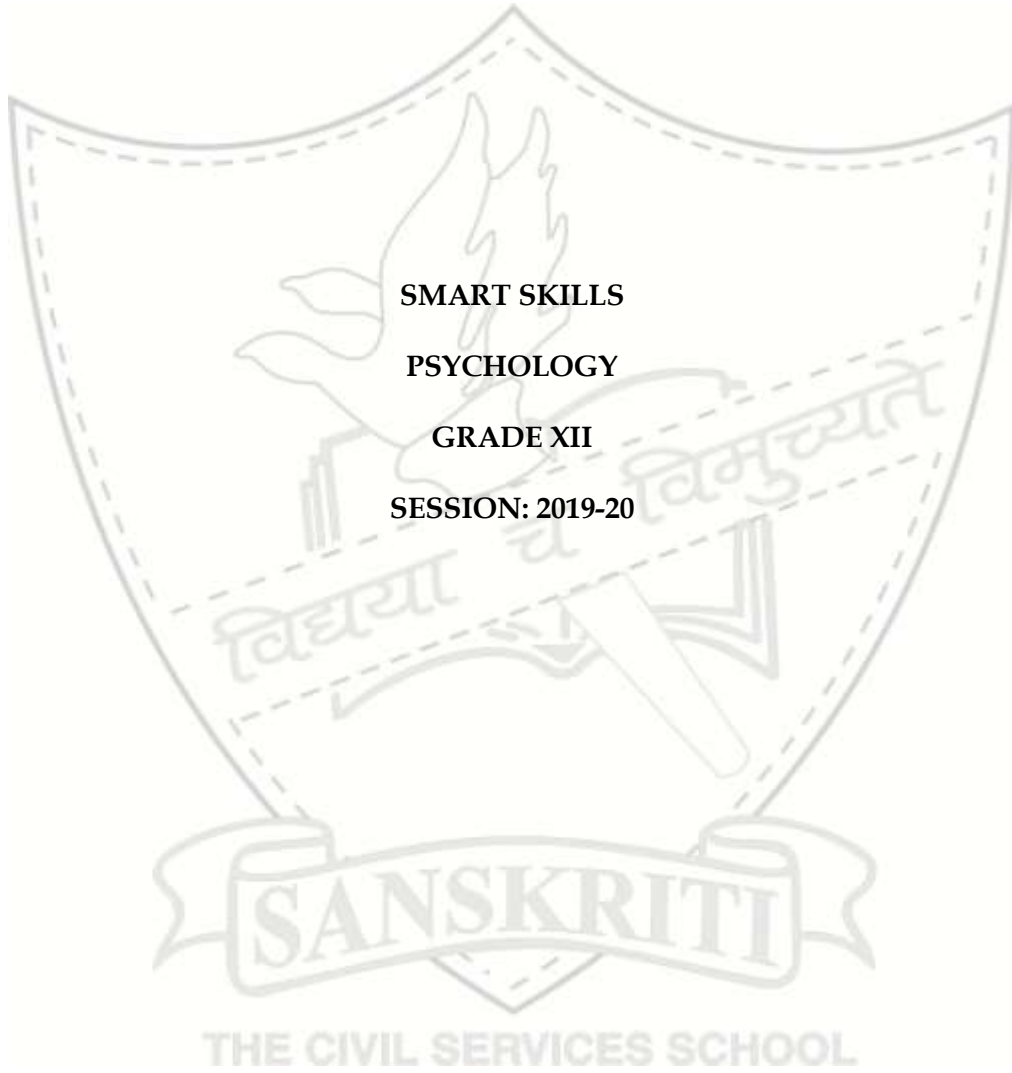 SMART SKILLS
PSYCHOLOGY
GRADE XII
SESSION: 2019-20
विद्यया च विमुच्यते
SANSKRITI
THE CIVIL SERVICES SCHOOL